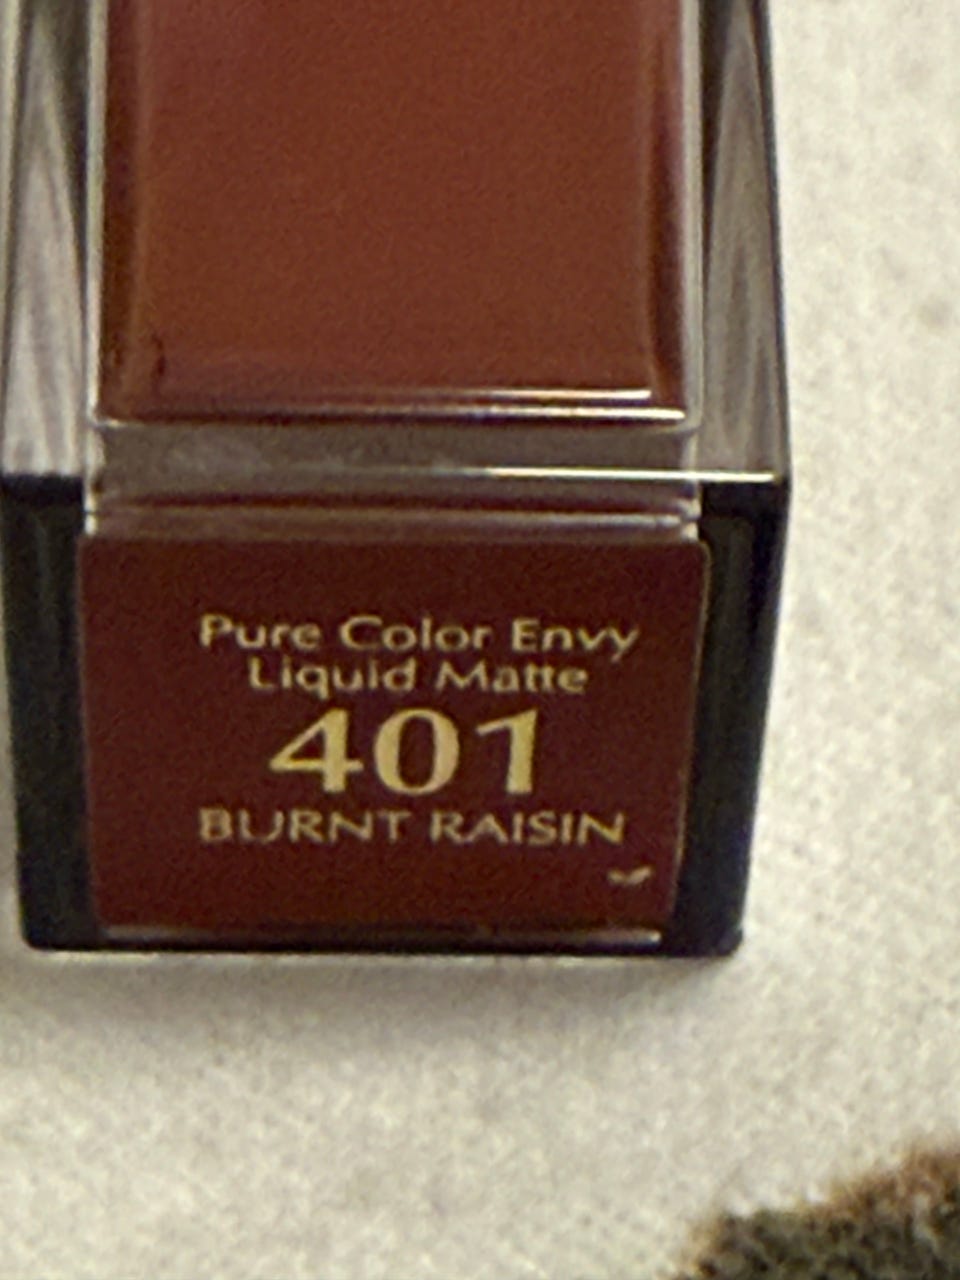 Pure Color Envy
Liquid Matte
401
BURNT RAISIN